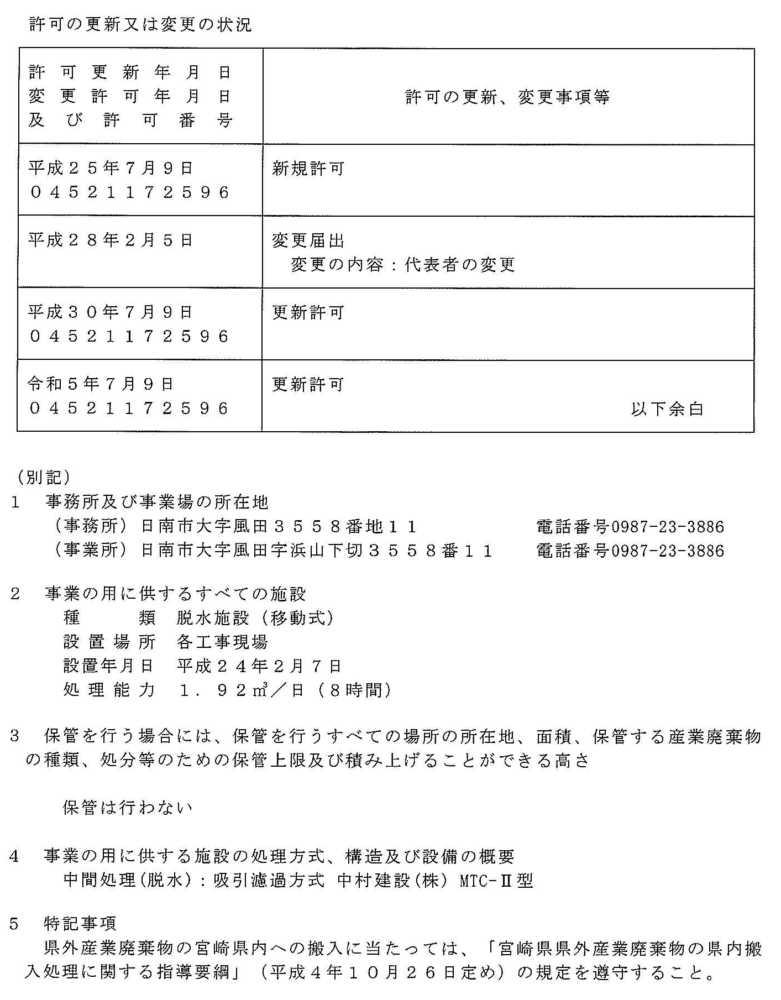 許可の更新又は変更の状況
許可更新年月日
変更許可年月日
及び許可番号
許可の更新、変更事項等
平成２５年７月９日
０４５２１１７２５９６
新規許可
平成２８年２月５日
変更届出
変更の内容：代表者の変更
平成３０年７月９日
０４５２１１７２５９６
更新許可
令和５年７月９日
０４５２１１７２５９６
更新許可
以下余白
（別記）
１　事務所及び事業場の所在地
（事務所）日南市大字風田３５５８番地１１　電話番号0987-23-3886
（事業所）日南市大字風田字浜山下切３５５８番１１　電話番号0987-23-3886
２　事業の用に供するすべての施設
種類　脱水施設（移動式）
設置場所　各工事現場
設置年月日　平成２４年２月７日
処理能力　１．９２㎥／日（８時間）
３　保管を行う場合には、保管を行うすべての場所の所在地、面積、保管する産業廃棄物
の種類、処分等のための保管上限及び積み上げることができる高さ
保管は行わない
４　事業の用に供する施設の処理方式、構造及び設備の概要
中間処理(脱水)：吸引濾過方式 中村建設(株) MTC-Ⅱ型
５　特記事項
県外産業廃棄物の宮崎県内への搬入に当たっては、「宮崎県県外産業廃棄物の県内搬
入処理に関する指導要綱」（平成４年１０月２６日定め）の規定を遵守すること。